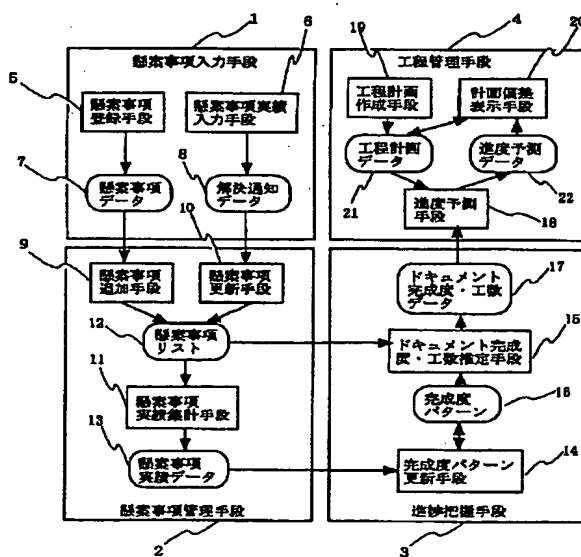 1
6
19
4
20
懸案事項入力手段
工程管理手段
5
懸案事項
登録手段
懸案事項実績
入力手段
工程計画
作成手段
計画偏差
表示手段
7
懸案事項
データ
8
解決通知
データ
工程計画
データ
進度予測
データ
10
21
進度予測
手段
22
18
9
懸案事項
追加手段
懸案事項
更新手段
ドキュメント
完成度・工数
データ
17
12
懸案事項
リスト
ドキュメント完成
度・工数推定手段
15
11
懸案事項
実績集計手段
完成度
パターン
16
13
懸案事項
実績データ
完成度パターン
更新手段
14
懸案事項管理手段
進捗把握手段
2
3